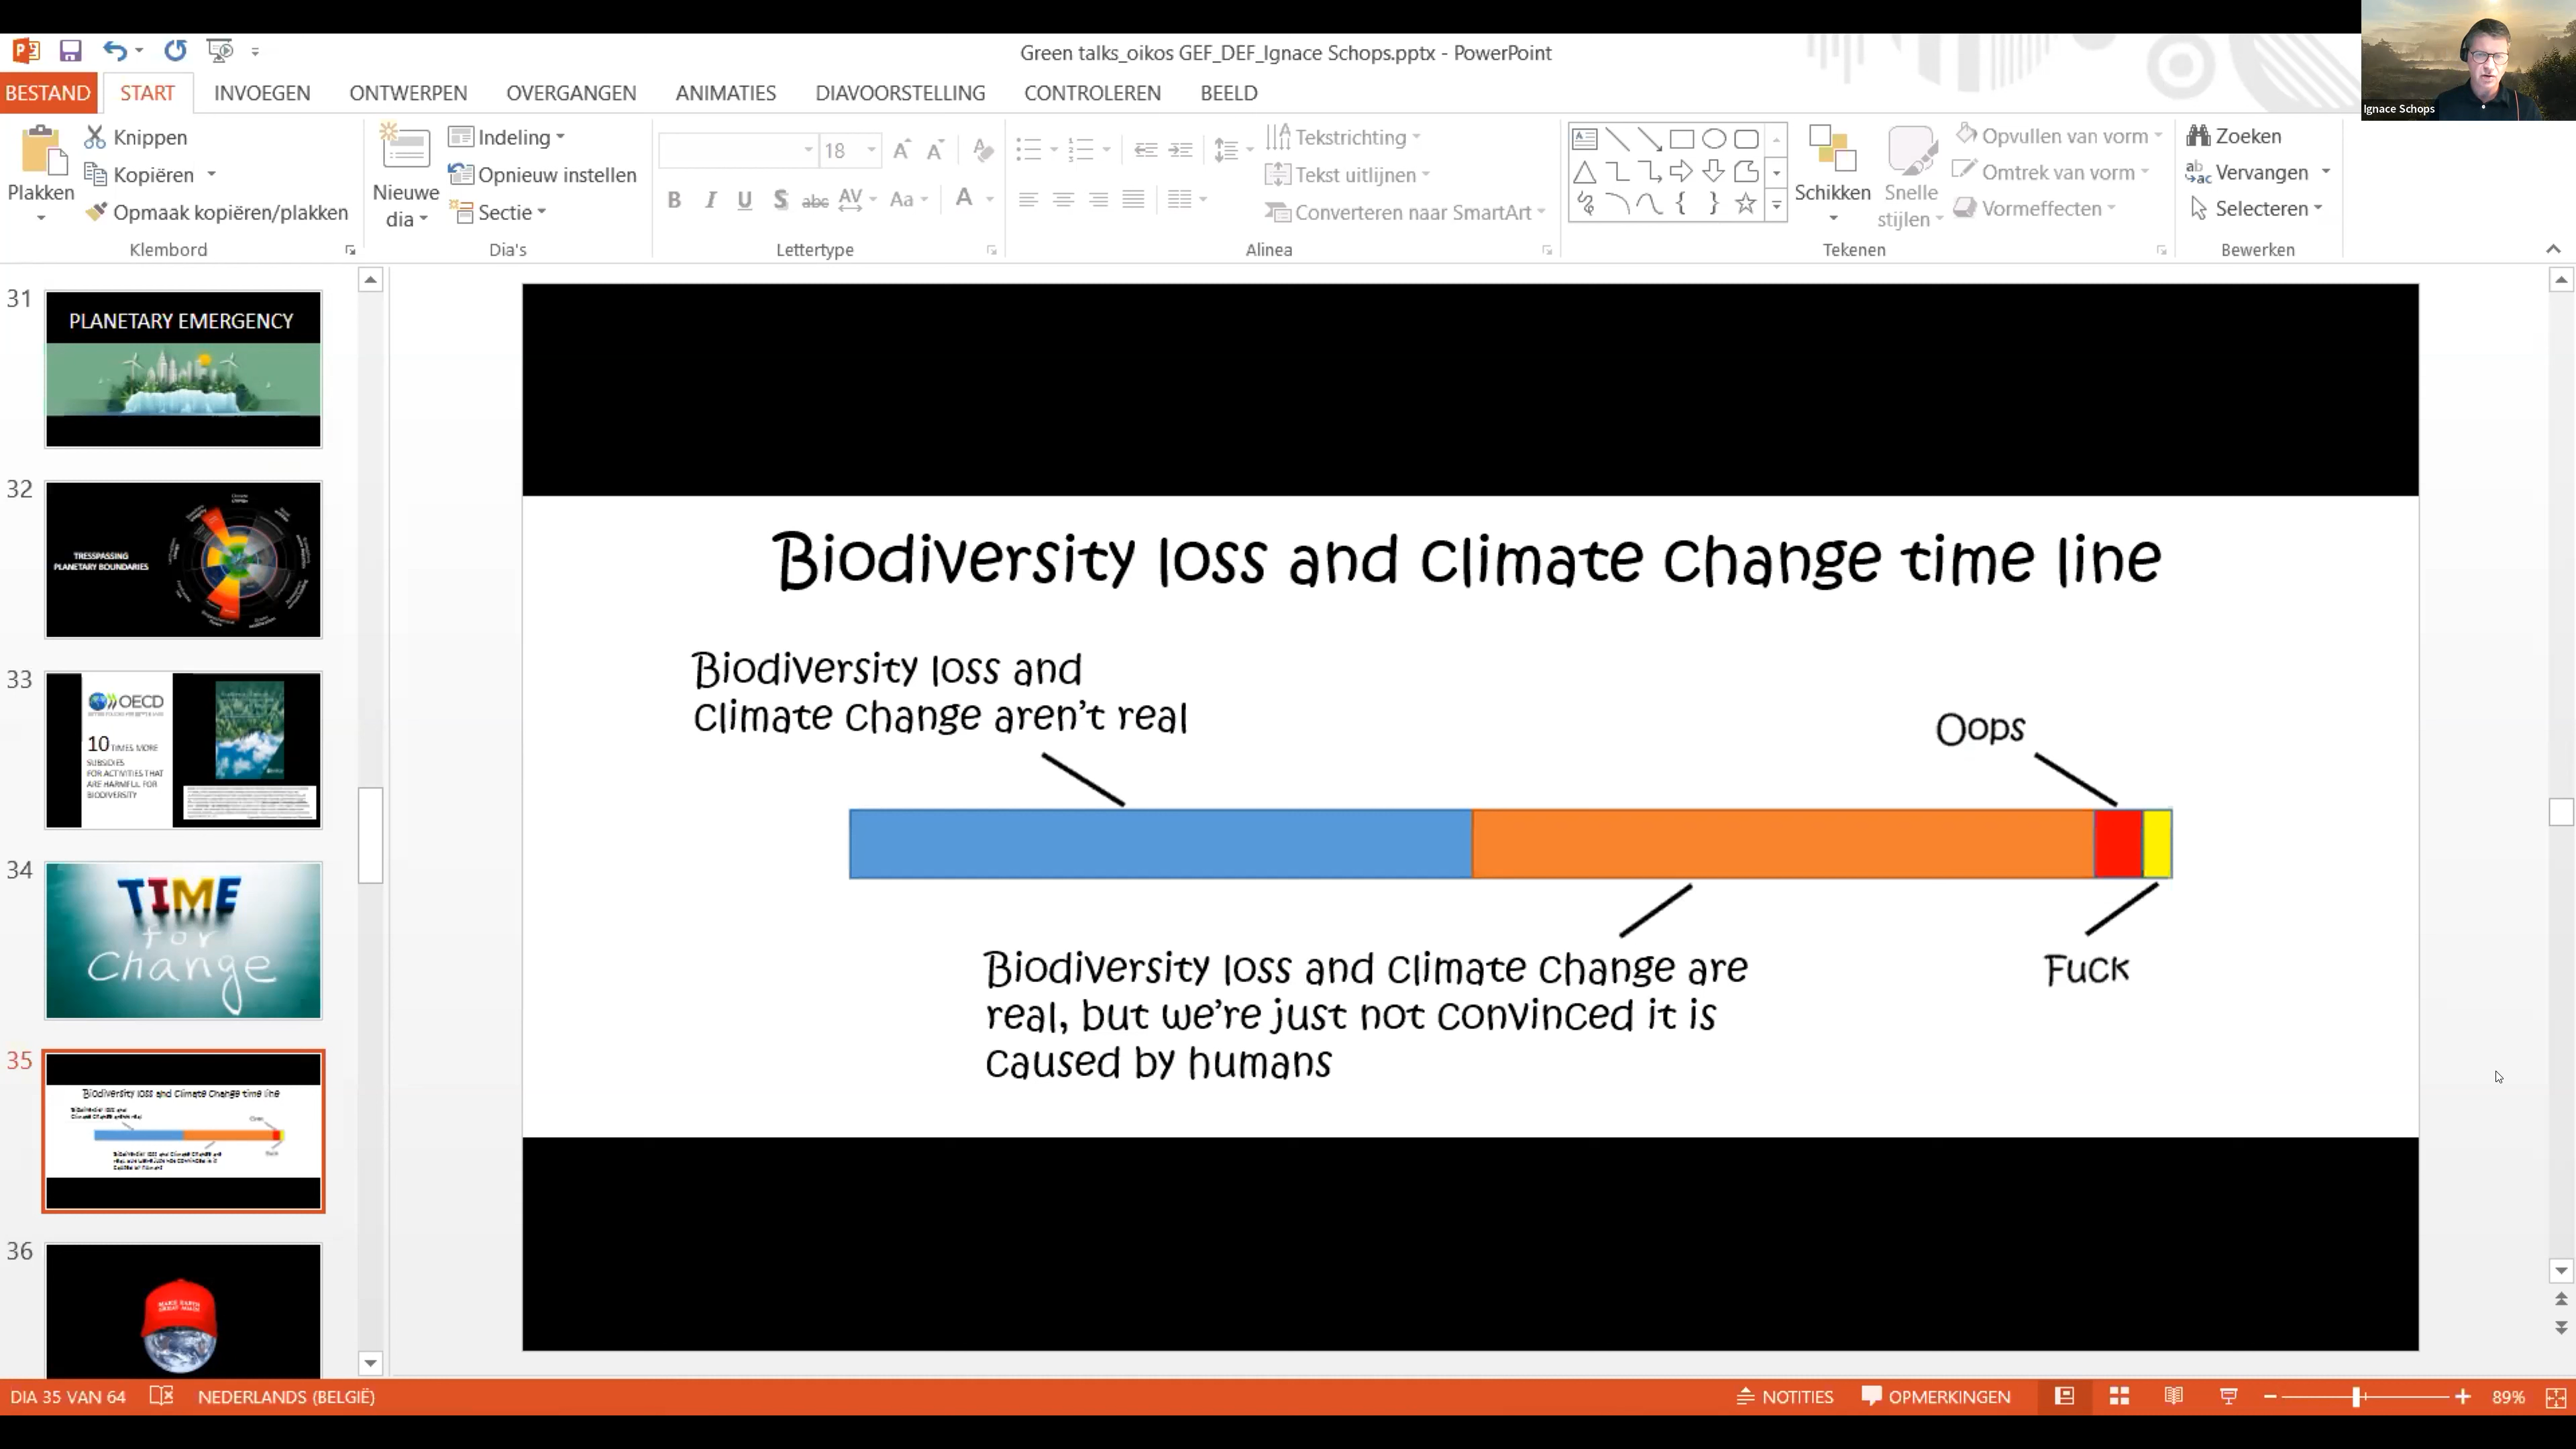 Green talks_oikos GEF_DEF_Ignace Schops.pptx - PowerPoint
Ignace Schops
BESTAND START INVOEGEN ONTWERPEN OVERGANGEN ANIMATIES DIAVOORSTELLING CONTROLEREN BEELD
Plakken
Knippen
Kopiëren
Opmaak kopiëren/plakken
Klembord
Nieuwe
dia
Indeling
Opnieuw instellen
Sectie
Dia's
18
Lettertype
Tekstrichting
Tekst uitlijnen
Converteren naar SmartArt
Alinea
Schikken
Snelle
stijlen
Opvullen van vorm
Omtrek van vorm
Vormeffecten
Tekenen
Zoeken
Vervangen
Selecteren
Bewerken
31
PLANETARY EMERGENCY
32
TRESSPASSING
PLANETARY BOUNDARIES
33
OECD
10 TIMES MORE
SUBSIDIES
FOR ACTIVITIES THAT
ARE HARMFUL FOR
BIODIVERSITY
34
TIME
for
Change
35
Biodiversity loss and Climate Change time line
36
MAKE EARTH
GREAT AGAIN
Biodiversity loss and Climate Change time line
Biodiversity loss and
Climate Change aren't real
Oops
Biodiversity loss and Climate Change are
real, but we're just not convinced it is
caused by humans
Fuck
DIA 35 VAN 64 NEDERLANDS (BELGIË) NOTITIES OPMERKINGEN 89%